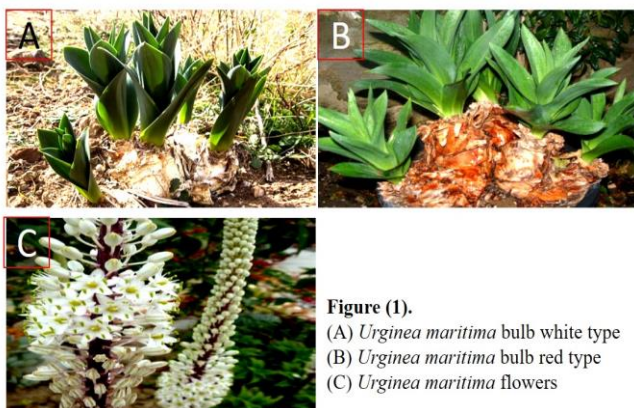 A
B
C
Figure (1).
(A) Urginea maritima bulb white type
(B) Urginea maritima bulb red type
(C) Urginea maritima flowers